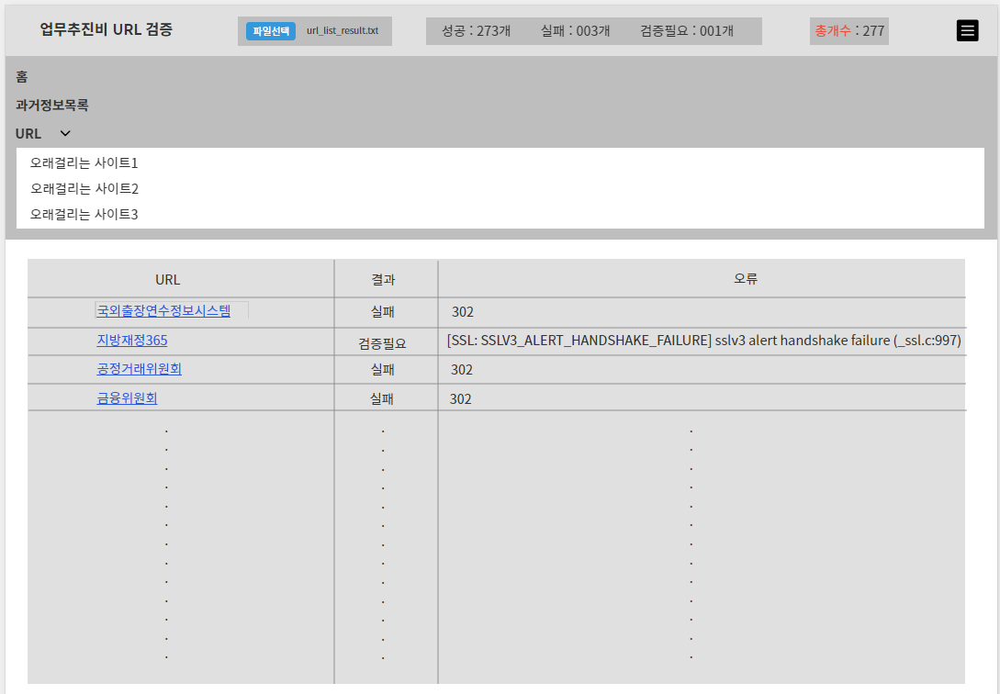 업무추진비 URL 검증 파일선택 url_list_result.txt 성공 : 273개 실패 : 003개 검증필요 : 001개 총개수 : 277
홈
과거정보목록
URL
오래걸리는 사이트1
오래걸리는 사이트2
오래걸리는 사이트3
URL 결과 오류
국외출장연수정보시스템 실패 302
지방재정365 검증필요 [SSL: SSLV3_ALERT_HANDSHAKE_FAILURE] sslv3 alert handshake failure (_ssl.c:997)
공정거래위원회 실패 302
금융위원회 실패 302
. . .
. . .
. . .
. . .
. . .
. . .
. . .
. . .
. . .
. . .
. . .
. . .
. . .